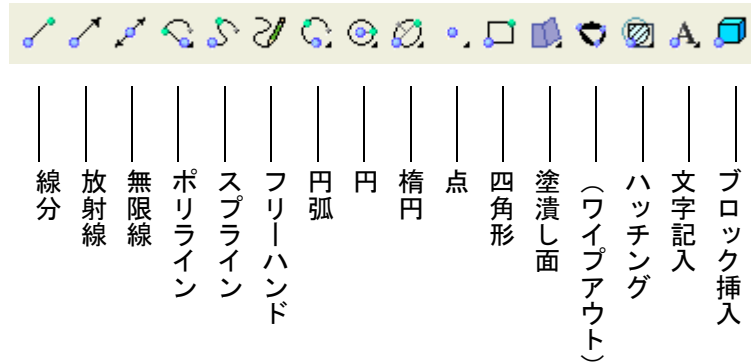 線分
放射線
無限線
ポリライン
スプライン
フリーハンド
円弧
円
楕円
点
四角形
塗潰し面
（ワイプアウト）
ハッチング
文字記入
ブロック挿入